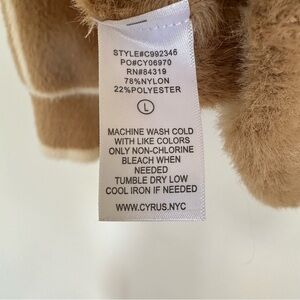 STYLE#C992346
PO#CY06970
RN#84319
78%NYLON
22%POLYESTER
L
MACHINE WASH COLD
WITH LIKE COLORS
ONLY NON-CHLORINE
BLEACH WHEN
NEEDED
TUMBLE DRY LOW
COOL IRON IF NEEDED
WWW.CYRUS.NYC